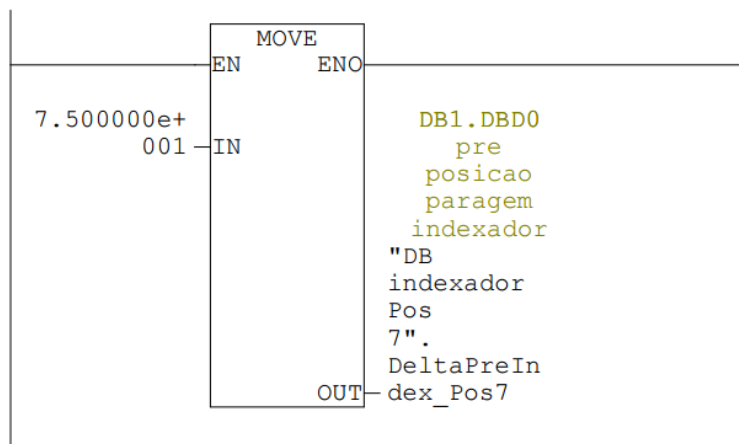 MOVE
EN ENO
7.500000e+
001 IN
DB1.DBD0
pre
posicao
paragem
indexador
"DB
indexador
Pos
7".
DeltaPreIn
OUT dex_Pos7